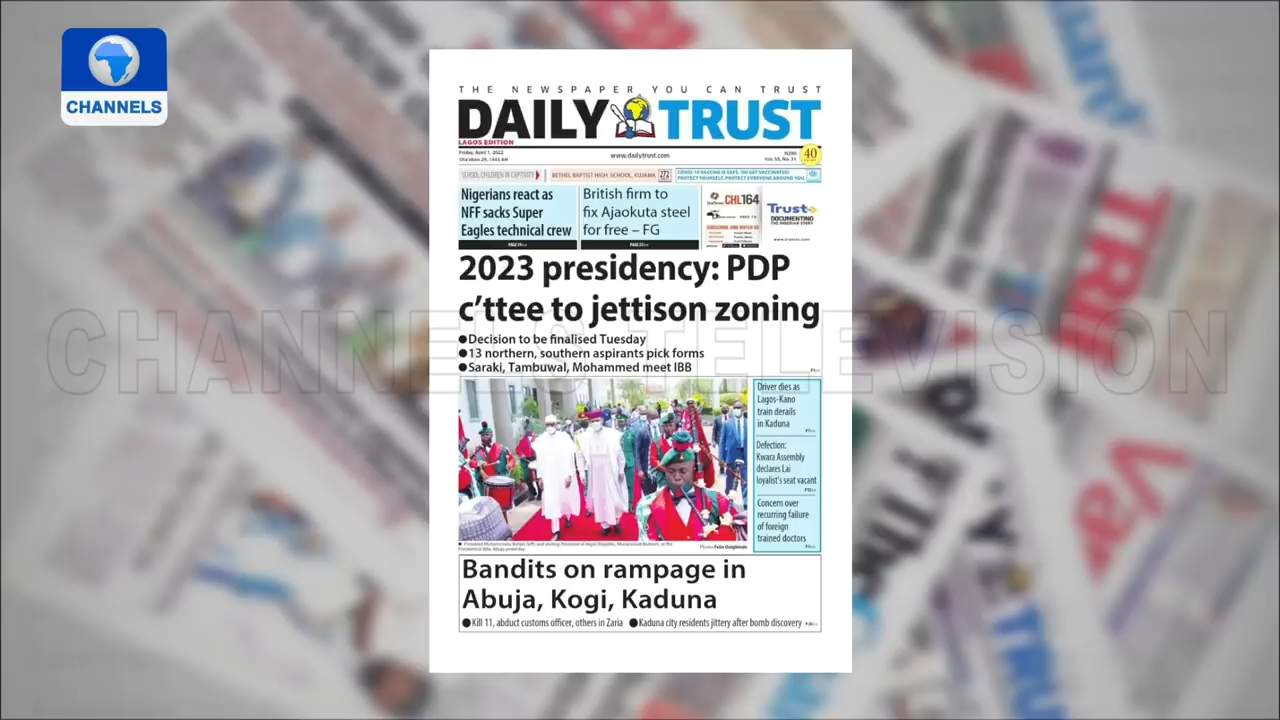 CHANNELS
THE NEWSPAPER YOU CAN TRUST
DAILY TRUST
LAGOS EDITION
Friday, April 1, 2022
www.dailytrust.com
40
SCHOOL CHILDREN IN CAPTIVITY
BETHEL BAPTIST HIGH SCHOOL, KUJAMA
272
COVID-19 VACCINE IS SAFE. GO GET VACCINATED!
PROTECT YOURSELF. PROTECT EVERYONE AROUND YOU.
Nigerians react as
NFF sacks Super
Eagles technical crew
British firm to
fix Ajaokuta steel
for free – FG
CHL164
Trust
DOCUMENTING
THE NIGERIAN STORY
2023 presidency: PDP
c'ttee to jettison zoning
●Decision to be finalised Tuesday
●13 northern, southern aspirants pick forms
●Saraki, Tambuwal, Mohammed meet IBB
CHANNELS TELEVISION
Driver dies as
Lagos-Kano
train derails
in Kaduna
Defection:
Kwara Assembly
declares Lai
loyalist's seat vacant
Concern over
recurring failure
of foreign
trained doctors
Bandits on rampage in
Abuja, Kogi, Kaduna
●Kill 11, abduct customs officer, others in Zaria ●Kaduna city residents jittery after bomb discovery